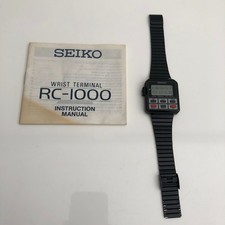 SEIKO
WRIST TERMINAL
RC-1000
INSTRUCTION
MANUAL